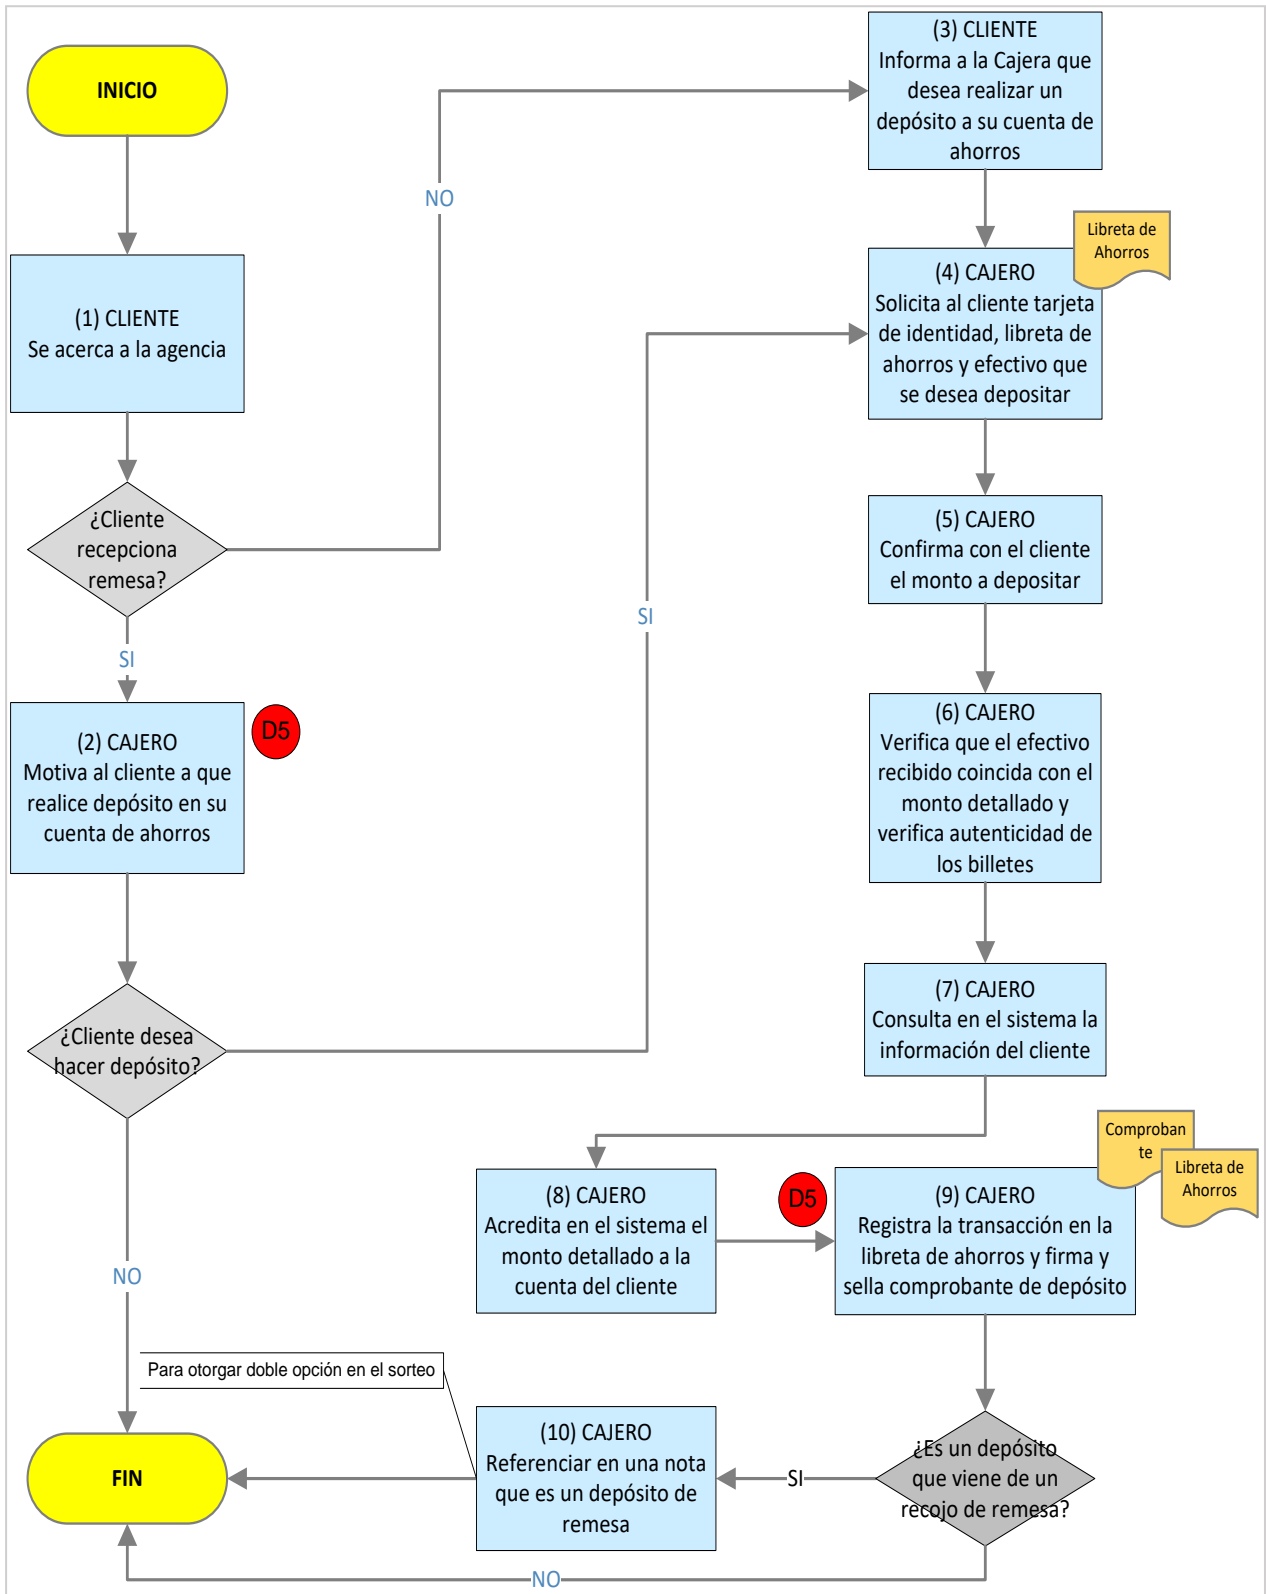 INICIO
(1) CLIENTE
Se acerca a la agencia
¿Cliente
recepciona
remesa?
NO
SI
(2) CAJERO
Motiva al cliente a que
realice depósito en su
cuenta de ahorros
D5
¿Cliente desea
hacer depósito?
SI
NO
(3) CLIENTE
Informa a la Cajera que
desea realizar un
depósito a su cuenta de
ahorros
Libreta de
Ahorros
(4) CAJERO
Solicita al cliente tarjeta
de identidad, libreta de
ahorros y efectivo que
se desea depositar
(5) CAJERO
Confirma con el cliente
el monto a depositar
(6) CAJERO
Verifica que el efectivo
recibido coincida con el
monto detallado y
verifica autenticidad de
los billetes
(7) CAJERO
Consulta en el sistema la
información del cliente
(8) CAJERO
Acredita en el sistema el
monto detallado a la
cuenta del cliente
D5
Comproban
te
Libreta de
Ahorros
(9) CAJERO
Registra la transacción en la
libreta de ahorros y firma y
sella comprobante de depósito
¿Es un depósito
que viene de un
recojo de remesa?
SI
(10) CAJERO
Referenciar en una nota
que es un depósito de
remesa
Para otorgar doble opción en el sorteo
NO
FIN